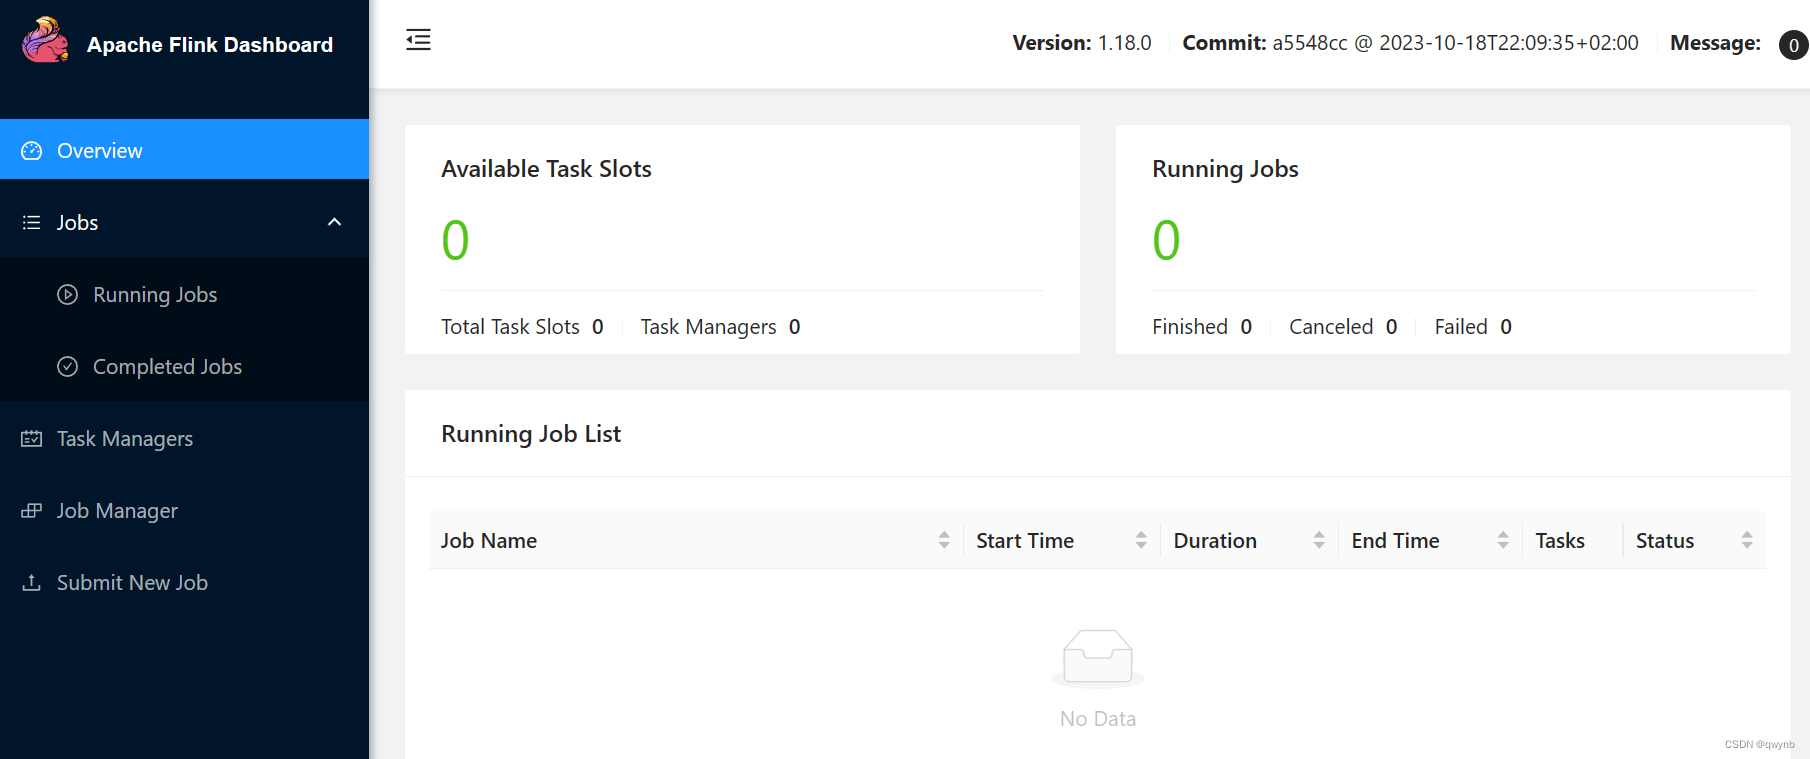 Apache Flink Dashboard
Version: 1.18.0 Commit: a5548cc @ 2023-10-18T22:09:35+02:00 Message: 0
Overview
Jobs
Running Jobs
Completed Jobs
Task Managers
Job Manager
Submit New Job
Available Task Slots
0
Total Task Slots 0 Task Managers 0
Running Jobs
0
Finished 0 Canceled 0 Failed 0
Running Job List
Job Name Start Time Duration End Time Tasks Status
No Data
CSDN @qwynb